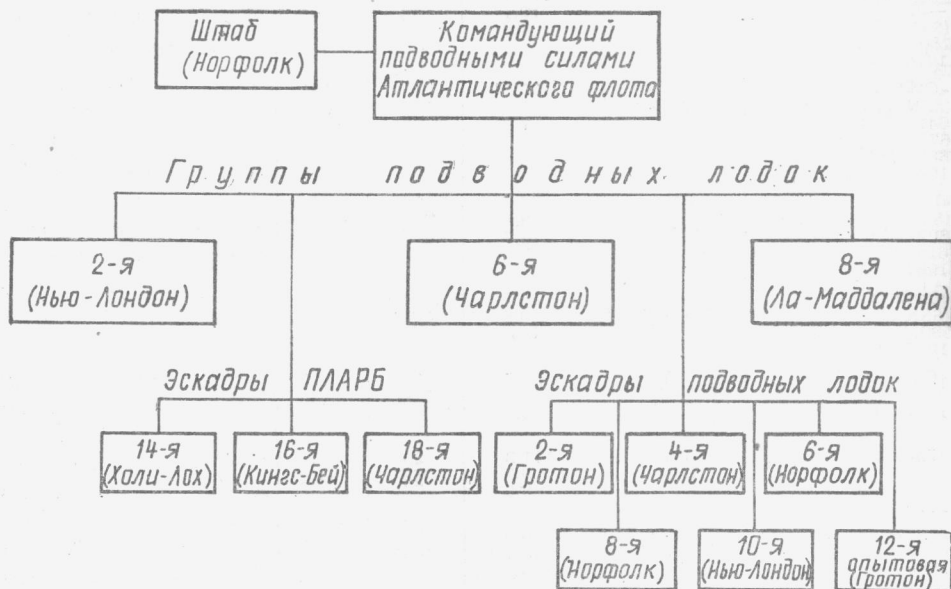 Штаб
(Норфолк)
Командующий
подводными силами
Атлантического флота
Группы подводных лодок
2-я
(Нью-Лондон)
6-я
(Чарлстон)
8-я
(Ла-Маддалена)
Эскадры ПЛАРБ
14-я
(Холи-Лох)
16-я
(Кингс-Бей)
18-я
(Чарлстон)
Эскадры подводных лодок
2-я
(Гротон)
4-я
(Чарлстон)
6-я
(Норфолк)
8-я
(Норфолк)
10-я
(Нью-Лондон)
12-я
опытовая
(Гротон)